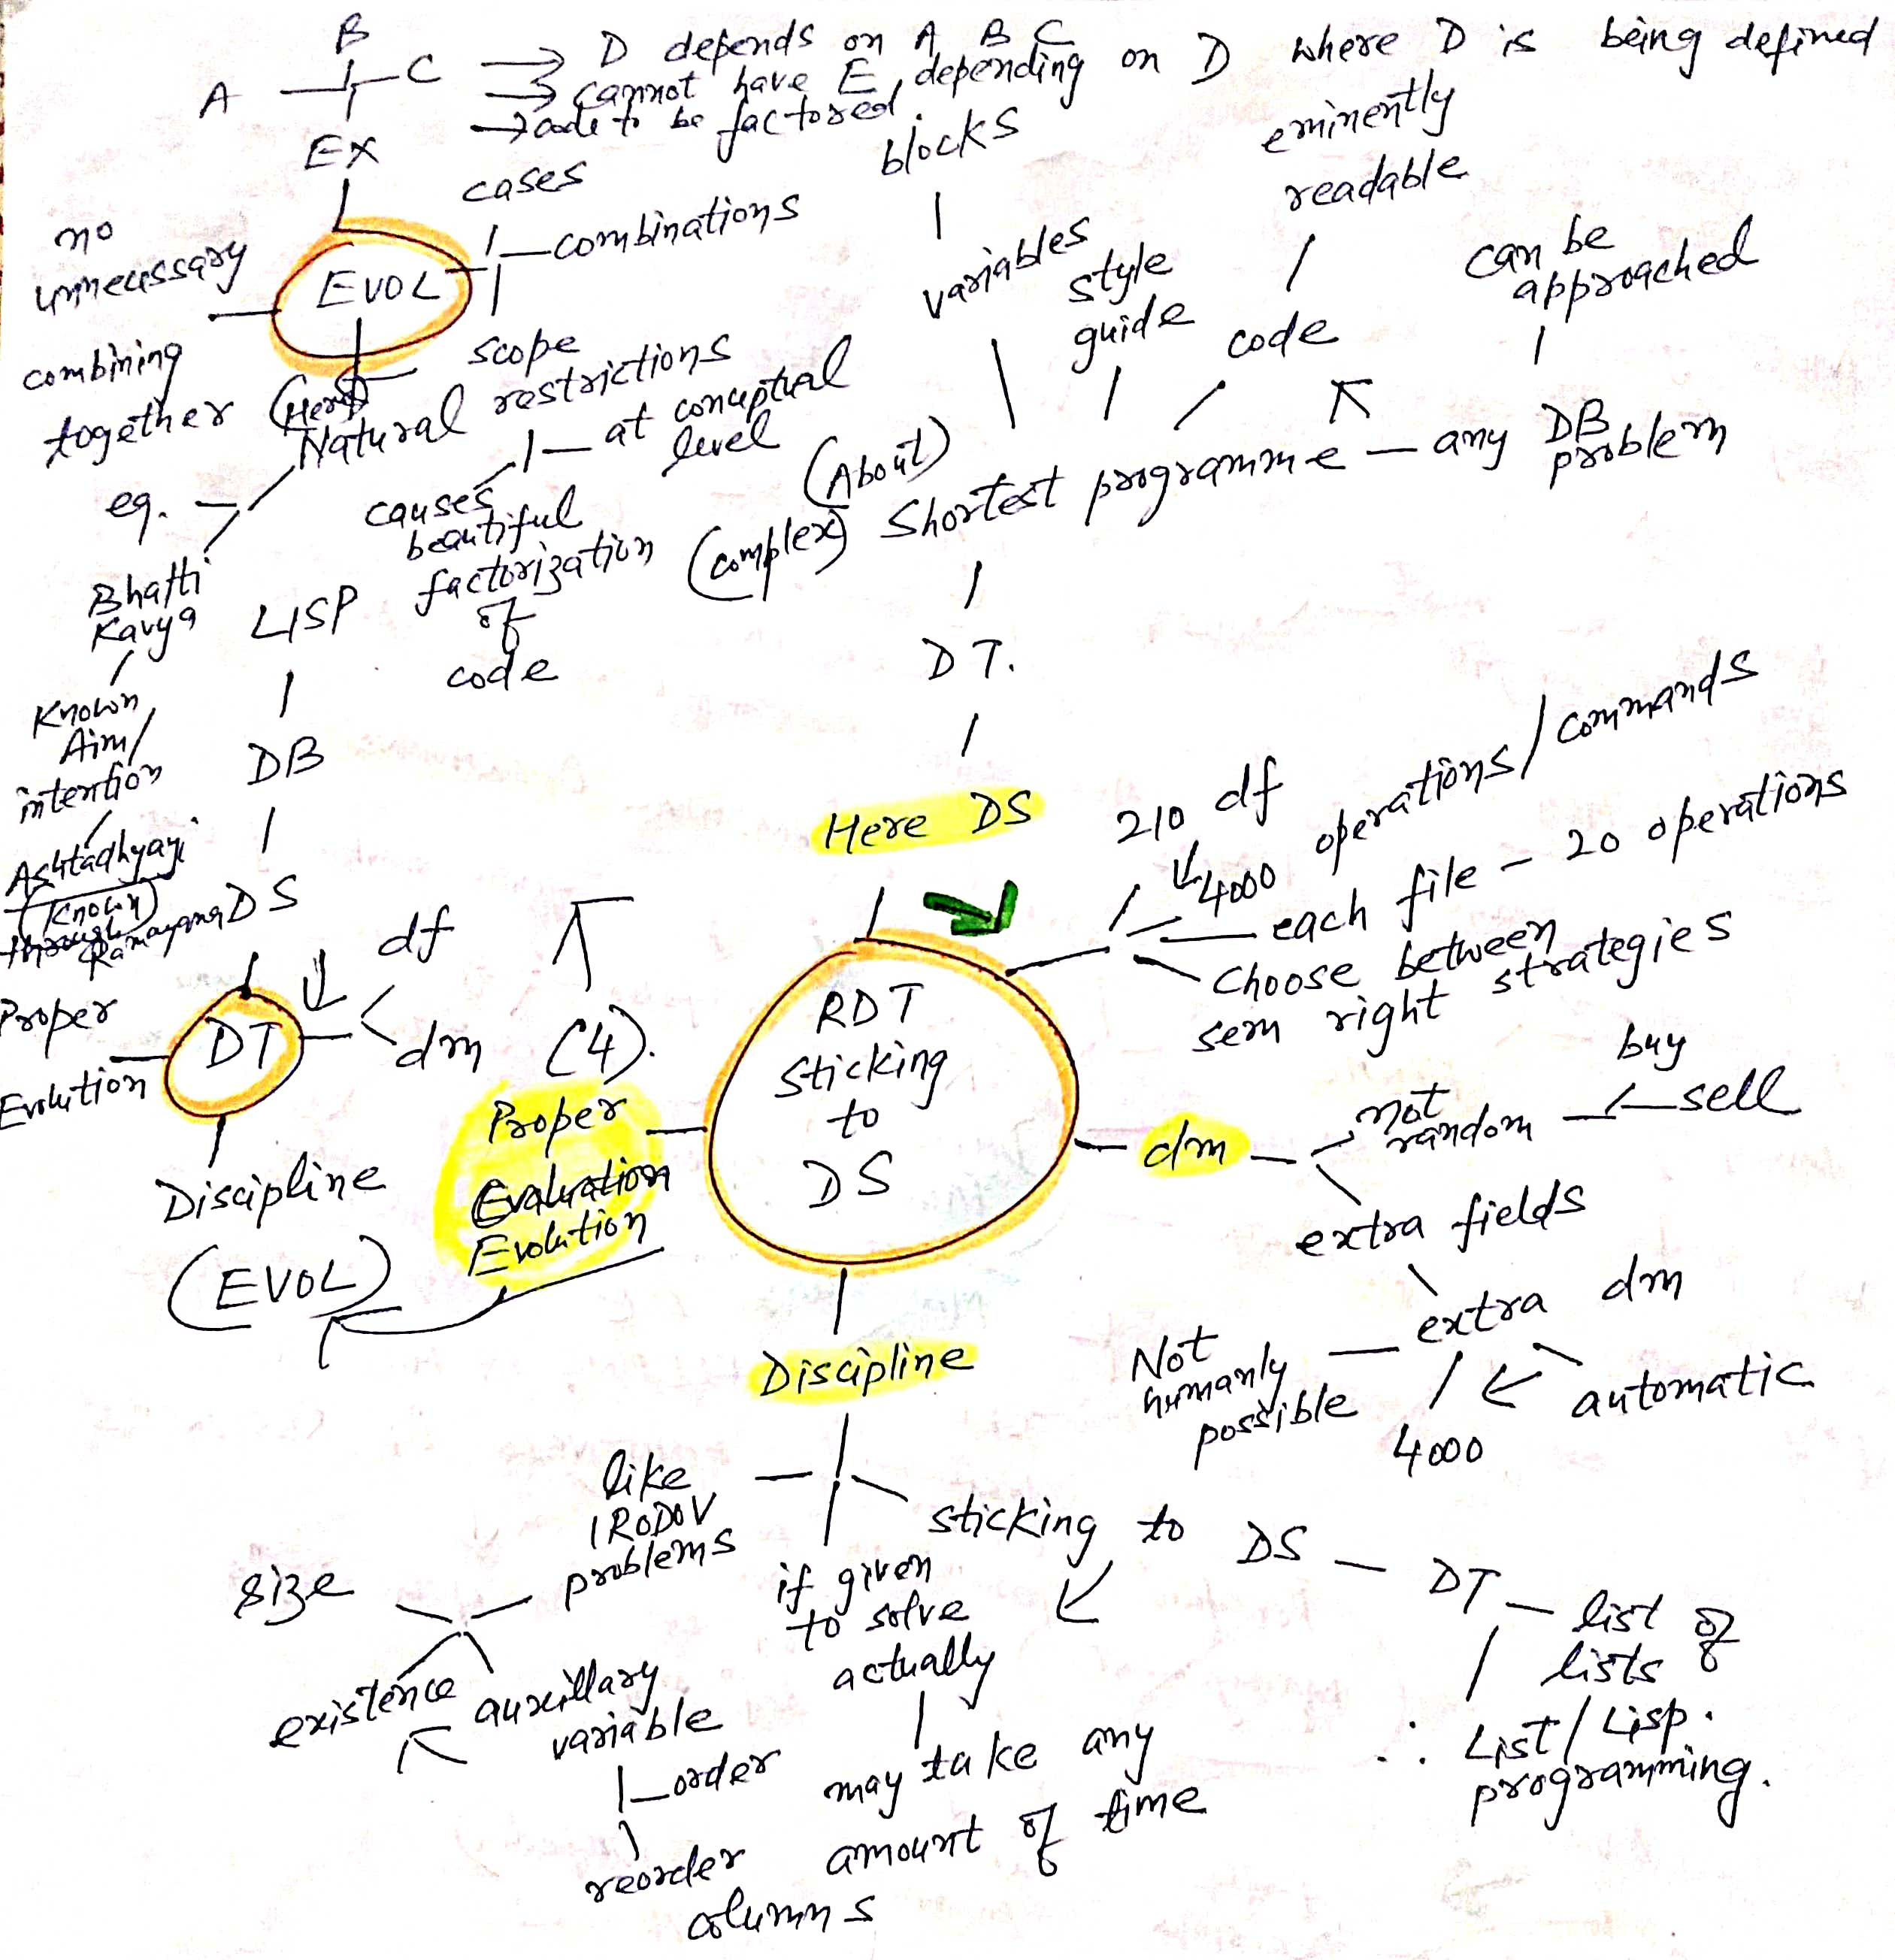 B
A
C
D depends on A B C
cannot have E, depending on D where D is being defined
code to be factored.
Ex
EVOL
cases
combinations
scope
no
unnecessary
combining
together
(Here)
Natural restrictions
at conceptual
level
causes
beautiful
factorization
of
code
eg.
Bhatti
Kavya
Known
Aim/
intention
Ashtadhyayi
(Known)
through
Ramayana
LISP
DB
DS
DT
df
dm
(4).
Proper
Evolution
Discipline
(EVOL)
blocks
variables
style
guide
eminently
readable
code
can be
approached
(About)
(complex) Shortest programme — any DB
problem
DT.
Here DS
RDT
sticking
to
DS
210 df
4000 operations/commands
each file – 20 operations
choose between
sem right strategies
dm
not
random
buy
sell
extra fields
extra dm
Not
humanly
possible
4000
automatic
Proper
Evaluation
Evolution
Discipline
like
IRODOV
problems
size
existence
auxillary
variable
order
reorder
columns
if given
to solve
actually
may take any
amount of time
sticking to DS — DT — list of
lists
∴ List/Lisp.
programming.